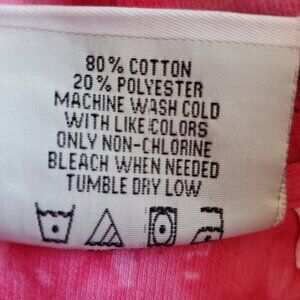 80% COTTON
20% POLYESTER
MACHINE WASH COLD
WITH LIKE COLORS
ONLY NON-CHLORINE
BLEACH WHEN NEEDED
TUMBLE DRY LOW